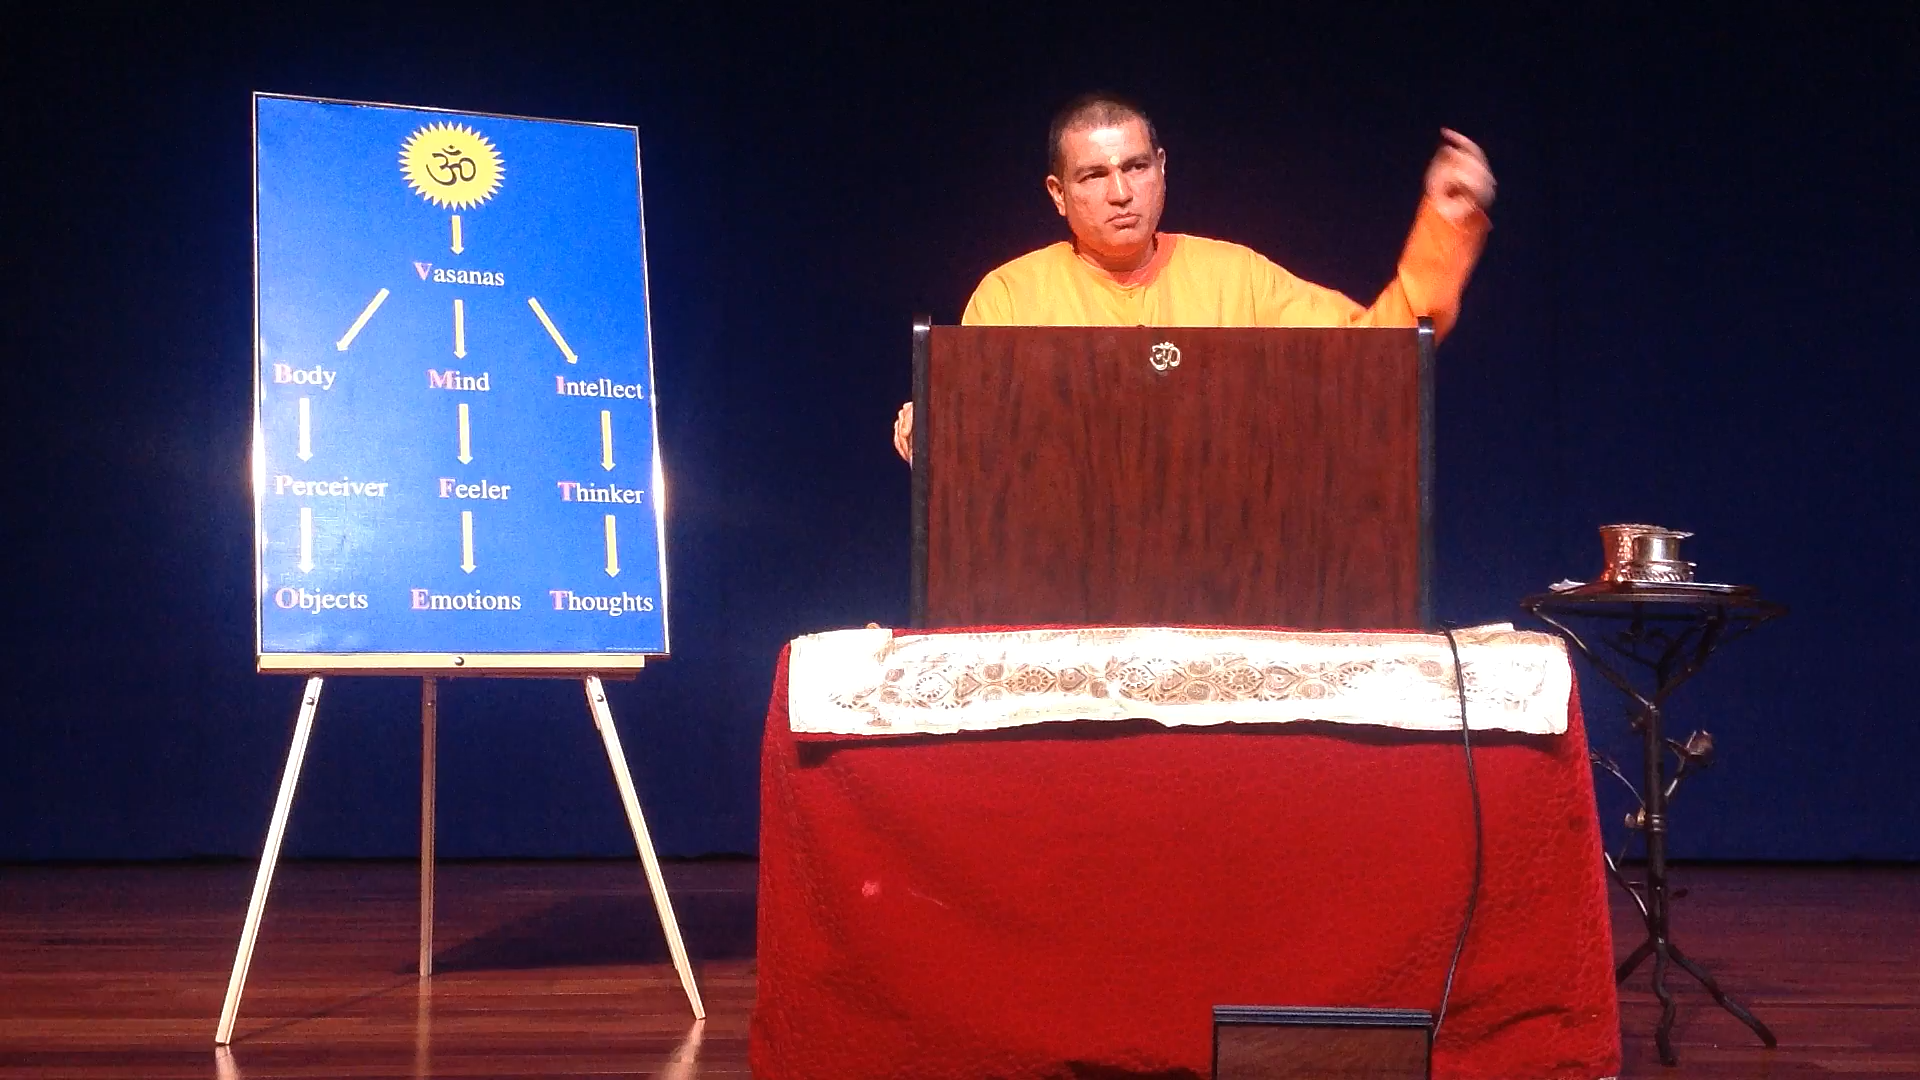 ॐ
Vasanas
Body Mind Intellect
Perceiver Feeler Thinker
Objects Emotions Thoughts
ॐ